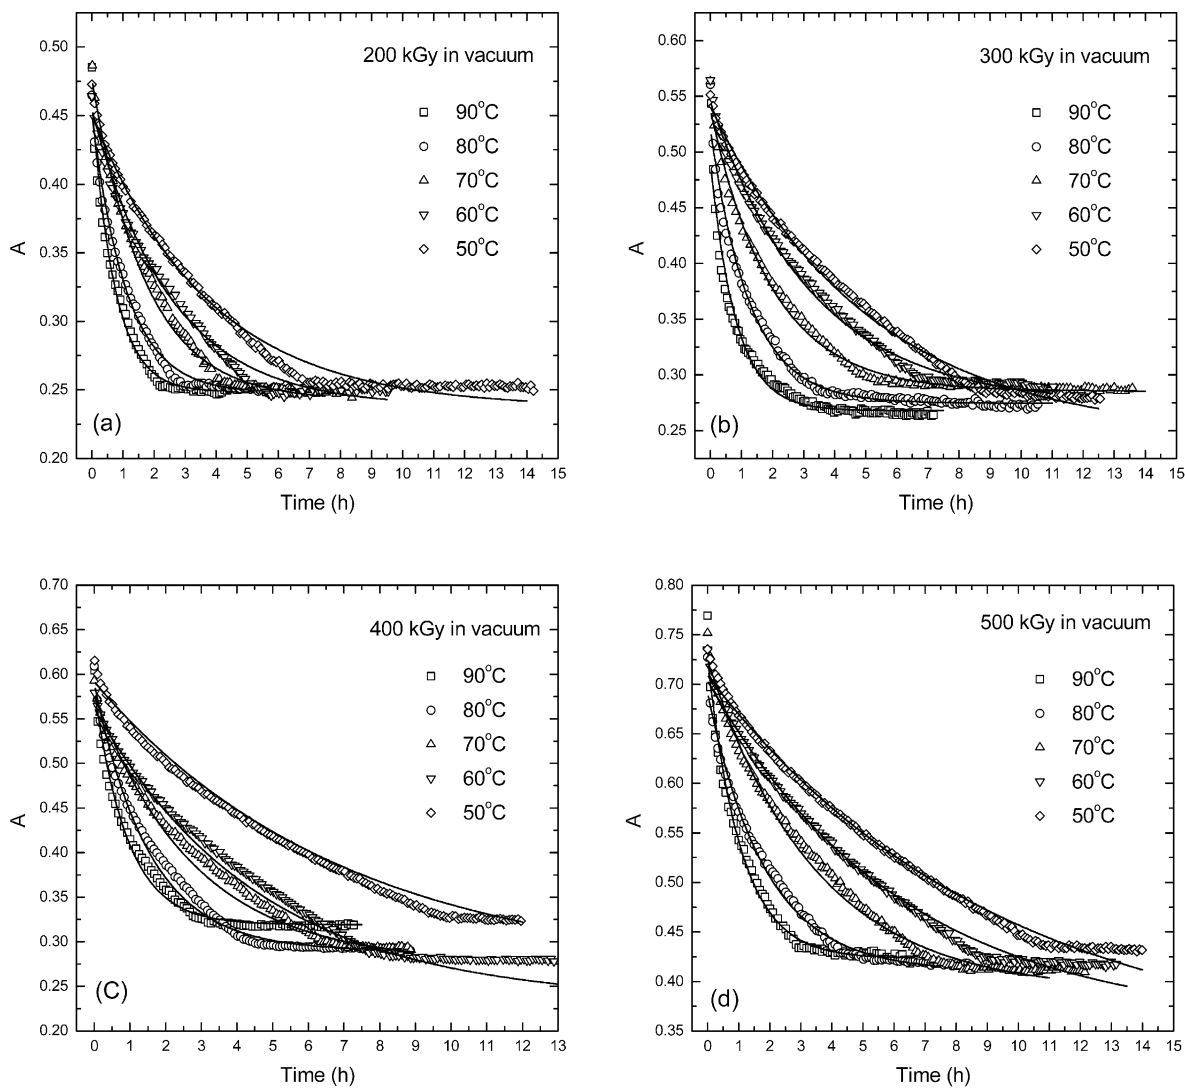 200 kGy in vacuum
90°C
80°C
70°C
60°C
50°C
A
0.50
0.45
0.40
0.35
0.30
0.25
0.20
(a)
0 1 2 3 4 5 6 7 8 9 10 11 12 13 14 15
Time (h)
300 kGy in vacuum
90°C
80°C
70°C
60°C
50°C
A
0.60
0.55
0.50
0.45
0.40
0.35
0.30
0.25
(b)
0 1 2 3 4 5 6 7 8 9 10 11 12 13 14 15
Time (h)
400 kGy in vacuum
90°C
80°C
70°C
60°C
50°C
A
0.70
0.65
0.60
0.55
0.50
0.45
0.40
0.35
0.30
0.25
0.20
(C)
0 1 2 3 4 5 6 7 8 9 10 11 12 13
Time (h)
500 kGy in vacuum
90°C
80°C
70°C
60°C
50°C
A
0.80
0.75
0.70
0.65
0.60
0.55
0.50
0.45
0.40
0.35
(d)
0 1 2 3 4 5 6 7 8 9 10 11 12 13 14 15
Time (h)